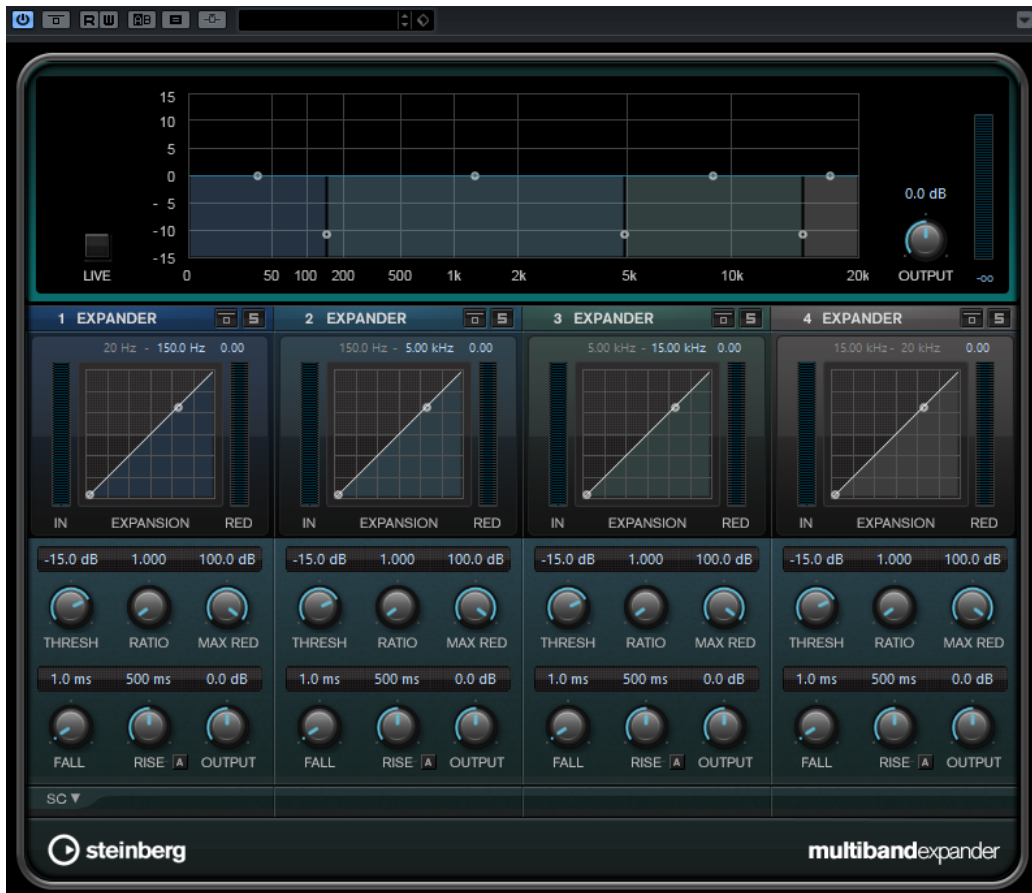 R W A B
15
10
5
0
- 5
-10
-15
0 50 100 200 500 1k 2k 5k 10k 20k
LIVE
0.0 dB
OUTPUT
-oo
1 EXPANDER S 2 EXPANDER S 3 EXPANDER S 4 EXPANDER S
20 Hz - 150.0 Hz 0.00 150.0 Hz - 5.00 kHz 0.00 5.00 kHz - 15.00 kHz 0.00 15.00 kHz - 20 kHz 0.00
IN EXPANSION RED IN EXPANSION RED IN EXPANSION RED IN EXPANSION RED
-15.0 dB 1.000 100.0 dB -15.0 dB 1.000 100.0 dB -15.0 dB 1.000 100.0 dB -15.0 dB 1.000 100.0 dB
THRESH RATIO MAX RED THRESH RATIO MAX RED THRESH RATIO MAX RED THRESH RATIO MAX RED
1.0 ms 500 ms 0.0 dB 1.0 ms 500 ms 0.0 dB 1.0 ms 500 ms 0.0 dB 1.0 ms 500 ms 0.0 dB
FALL RISE A OUTPUT FALL RISE A OUTPUT FALL RISE A OUTPUT FALL RISE A OUTPUT
SC ▼
steinberg multibandexpander